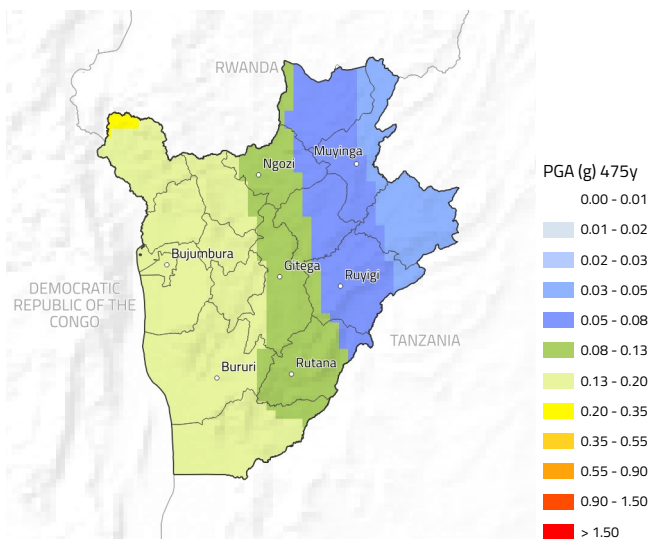 RWANDA
Ngozi
Muyinga
Bujumbura
Gitega
Ruyigi
DEMOCRATIC
REPUBLIC OF THE
CONGO
TANZANIA
Bururi
Rutana
PGA (g) 475y
0.00 - 0.01
0.01 - 0.02
0.02 - 0.03
0.03 - 0.05
0.05 - 0.08
0.08 - 0.13
0.13 - 0.20
0.20 - 0.35
0.35 - 0.55
0.55 - 0.90
0.90 - 1.50
> 1.50